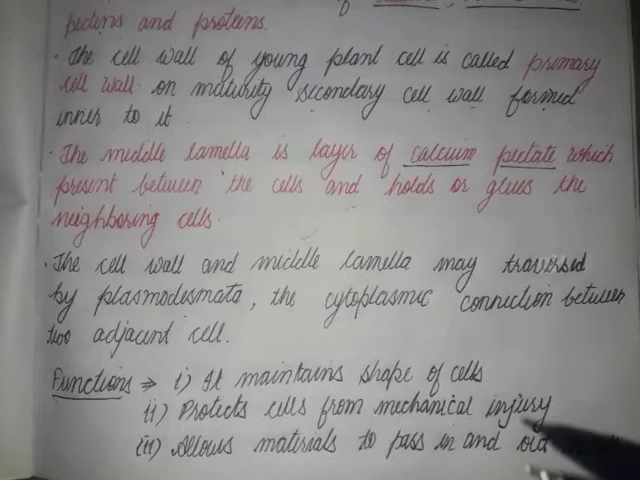 of
pectins and proteins.
· The cell wall of young plant cell is called primary
cell wall on maturity secondary cell wall formed
inner to it
· The middle lamella is layer of calcium pectate which
present between the cells and holds or glues the
neighboring cells.
· The cell wall and middle lamella may traversed
by plasmodesmata, the cytoplasmic connection between
two adjacent cell.
Functions ⇒ i) It maintains shape of cells
ii) Protects cells from mechanical injury
iii) Allows materials to pass in and out